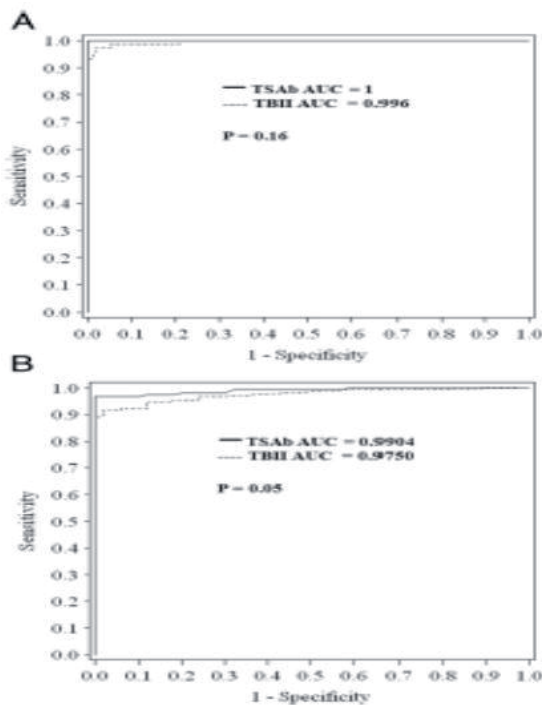 A
1.0
0.9
0.8
0.7
0.6
0.5
0.4
0.3
0.2
0.1
0.0
Sensitivity
TSAb AUC = 1
TBII AUC = 0.996
P = 0.16
0.0 0.1 0.2 0.3 0.4 0.5 0.6 0.7 0.8 0.9 1.0
1 - Specificity
B
1.0
0.9
0.8
0.7
0.6
0.5
0.4
0.3
0.2
0.1
0.0
Sensitivity
TSAb AUC = 0.9904
TBII AUC = 0.9750
P = 0.05
0.0 0.1 0.2 0.3 0.4 0.5 0.6 0.7 0.8 0.9 1.0
1 - Specificity